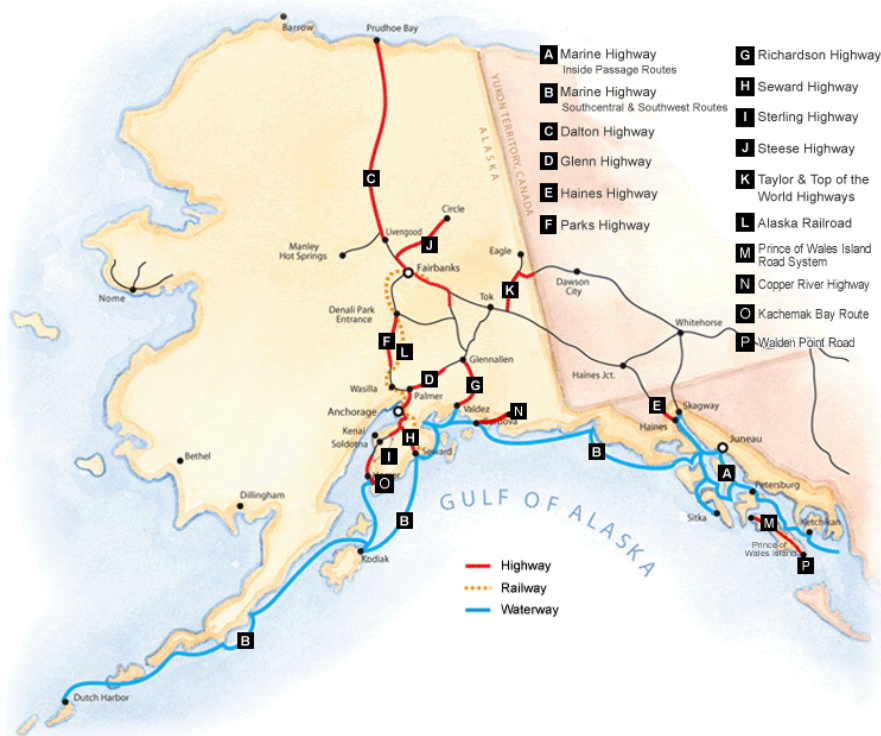 Barrow
Prudhoe Bay
A Marine Highway
Inside Passage Routes
B Marine Highway
Southcentral & Southwest Routes
C Dalton Highway
D Glenn Highway
E Haines Highway
F Parks Highway
G Richardson Highway
H Seward Highway
I Sterling Highway
J Steese Highway
K Taylor & Top of the
World Highways
L Alaska Railroad
M Prince of Wales Island
Road System
N Copper River Highway
O Kachemak Bay Route
P Walden Point Road
YUKON TERRITORY, CANADA
ALASKA
C
Circle
Livengood
J
Manley
Hot Springs
Eagle
Fairbanks
K
Dawson
City
Nome
Tok
Denali Park
Entrance
Whitehorse
F
L
Glennallen
Haines Jct.
D
G
Wasilla
Palmer
Valdez
N
E
Skagway
Anchorage
Haines
Kenai
Soldotna
H
Juneau
Seward
B
I
Bethel
A
O
Petersburg
Dillingham
GULF OF ALASKA
Sitka
M
Ketchikan
B
Prince of
Wales Island
Kodiak
P
Highway
Railway
Waterway
B
Dutch Harbor